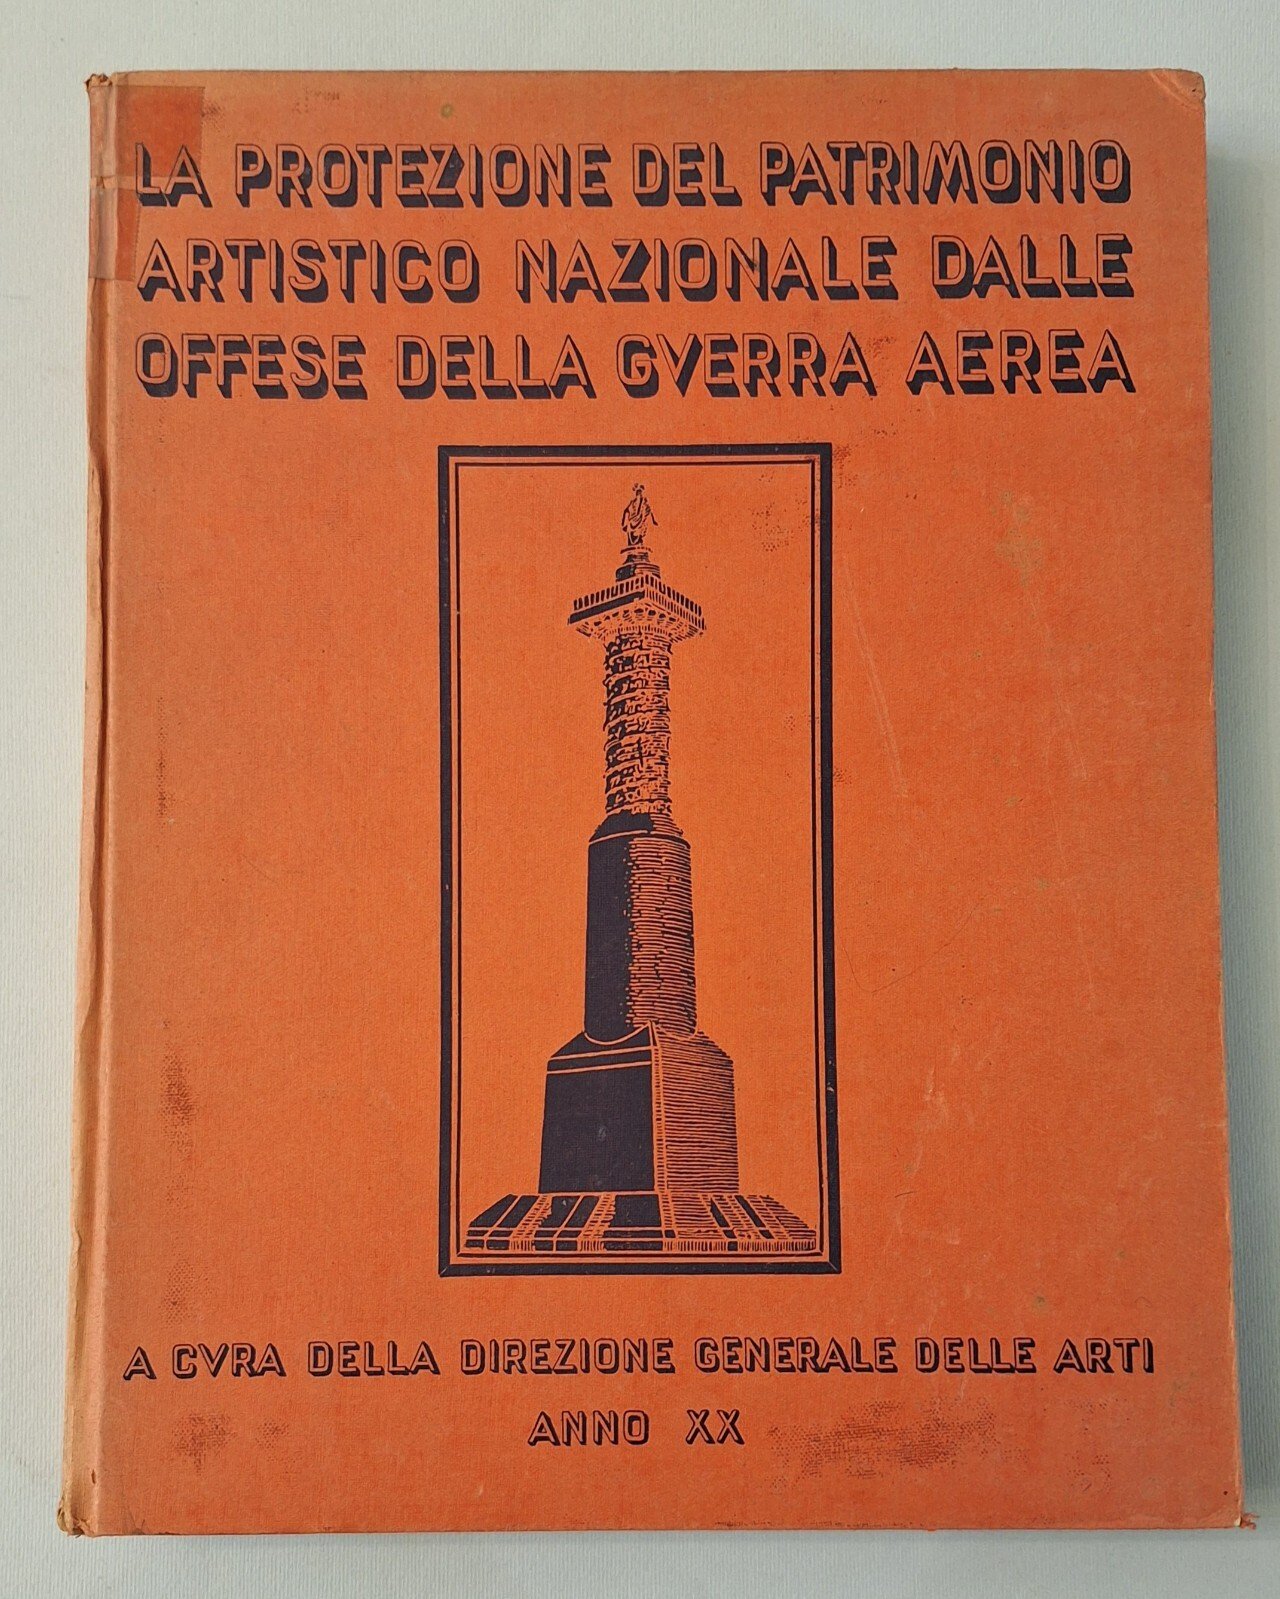 LA PROTEZIONE DEL PATRIMONIO
ARTISTICO NAZIONALE DALLE
OFFESE DELLA GVERRA AEREA
A CVRA DELLA DIREZIONE GENERALE DELLE ARTI
ANNO XX